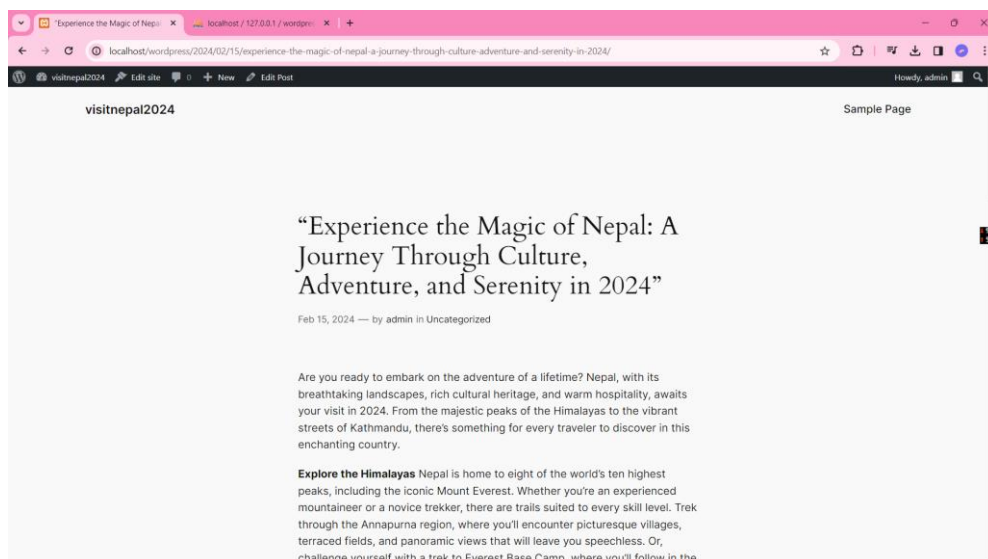 "Experience the Magic of Nepal
localhost / 127.0.0.1 / wordpres
localhost/wordpress/2024/02/15/experience-the-magic-of-nepal-a-journey-through-culture-adventure-and-serenity-in-2024/
visitnepal2024 Edit site 0 New Edit Post Howdy, admin
visitnepal2024 Sample Page
“Experience the Magic of Nepal: A
Journey Through Culture,
Adventure, and Serenity in 2024”
Feb 15, 2024 — by admin in Uncategorized
Are you ready to embark on the adventure of a lifetime? Nepal, with its
breathtaking landscapes, rich cultural heritage, and warm hospitality, awaits
your visit in 2024. From the majestic peaks of the Himalayas to the vibrant
streets of Kathmandu, there’s something for every traveler to discover in this
enchanting country.
Explore the Himalayas Nepal is home to eight of the world’s ten highest
peaks, including the iconic Mount Everest. Whether you’re an experienced
mountaineer or a novice trekker, there are trails suited to every skill level. Trek
through the Annapurna region, where you’ll encounter picturesque villages,
terraced fields, and panoramic views that will leave you speechless. Or,
challenge yourself with a trek to Everest Base Camp, where you’ll follow in the